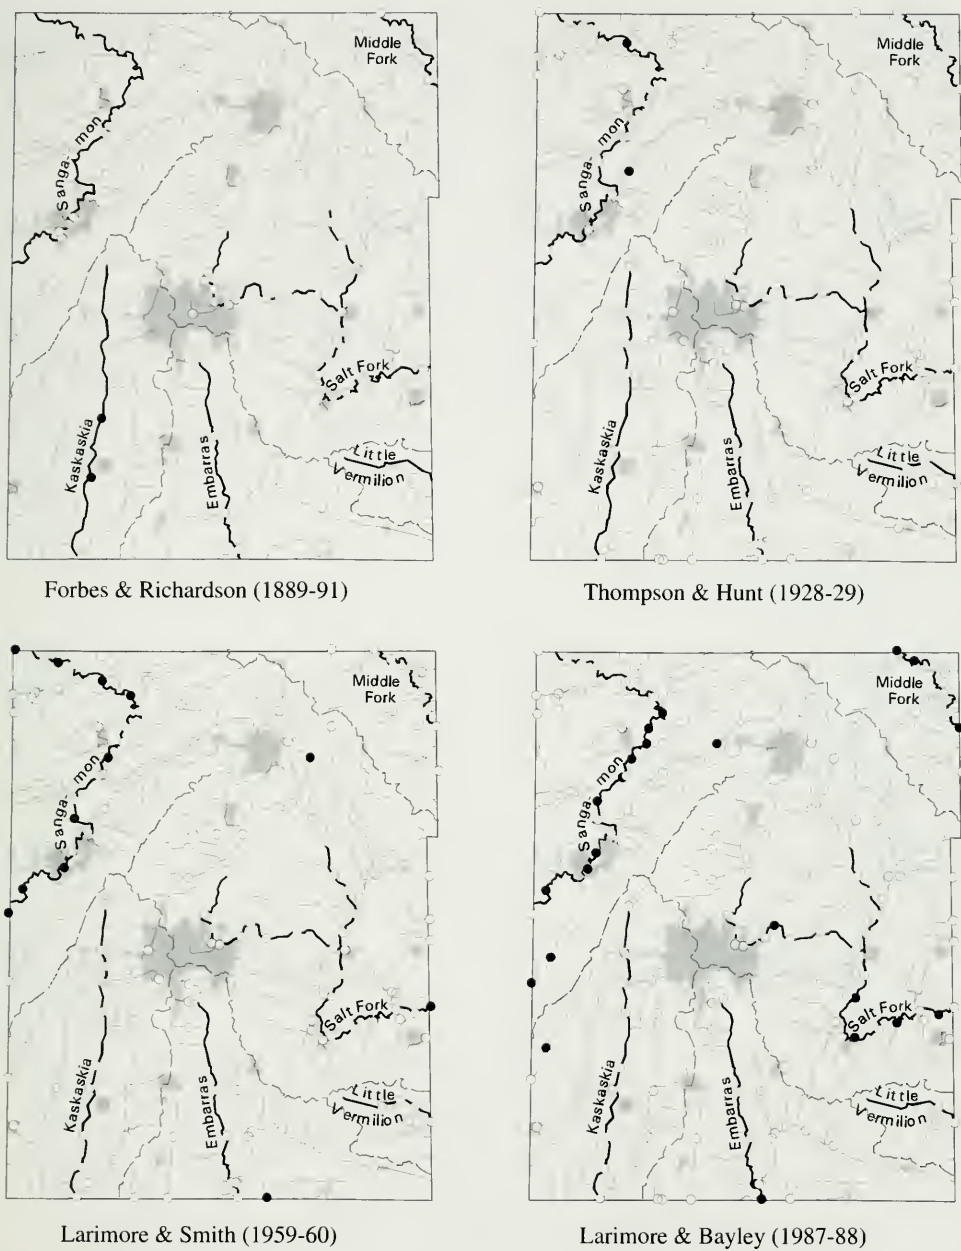 Middle
Fork
Sanga-
mon
Salt Fork
Kaskaskia
Embarras
Little
Vermilion
Forbes & Richardson (1889-91)
Middle
Fork
Sanga-
mon
Salt Fork
Kaskaskia
Embarras
Little
Vermilion
Thompson & Hunt (1928-29)
Middle
Fork
Sanga-
mon
Salt Fork
Kaskaskia
Embarras
Little
Vermilion
Larimore & Smith (1959-60)
Middle
Fork
Sanga-
mon
Salt Fork
Kaskaskia
Embarras
Little
Vermilion
Larimore & Bayley (1987-88)